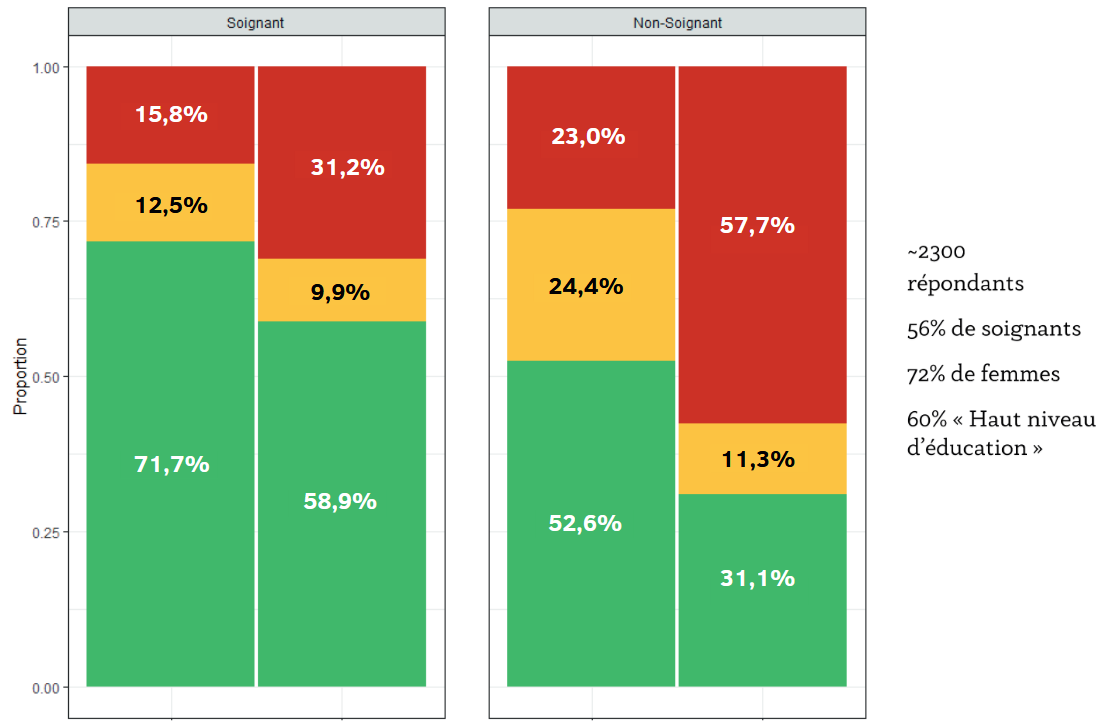 Soignant
Non-Soignant
Proportion
1.00
0.75
0.50
0.25
0.00
15,8%
12,5%
71,7%
31,2%
9,9%
58,9%
23,0%
24,4%
52,6%
57,7%
11,3%
31,1%
~2300
répondants
56% de soignants
72% de femmes
60% « Haut niveau
d’éducation »